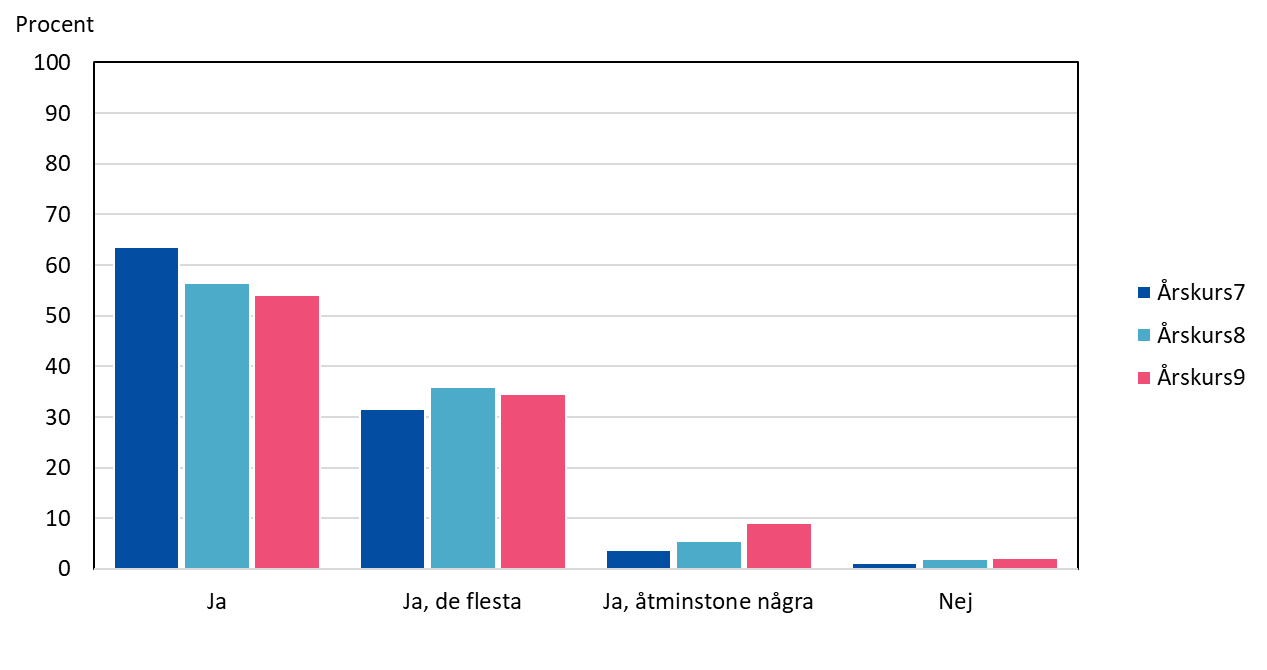 Procent
100
90
80
70
60
50
40
30
20
10
0
Ja
Ja, de flesta
Ja, åtminstone några
Nej
Årskurs7
Årskurs8
Årskurs9